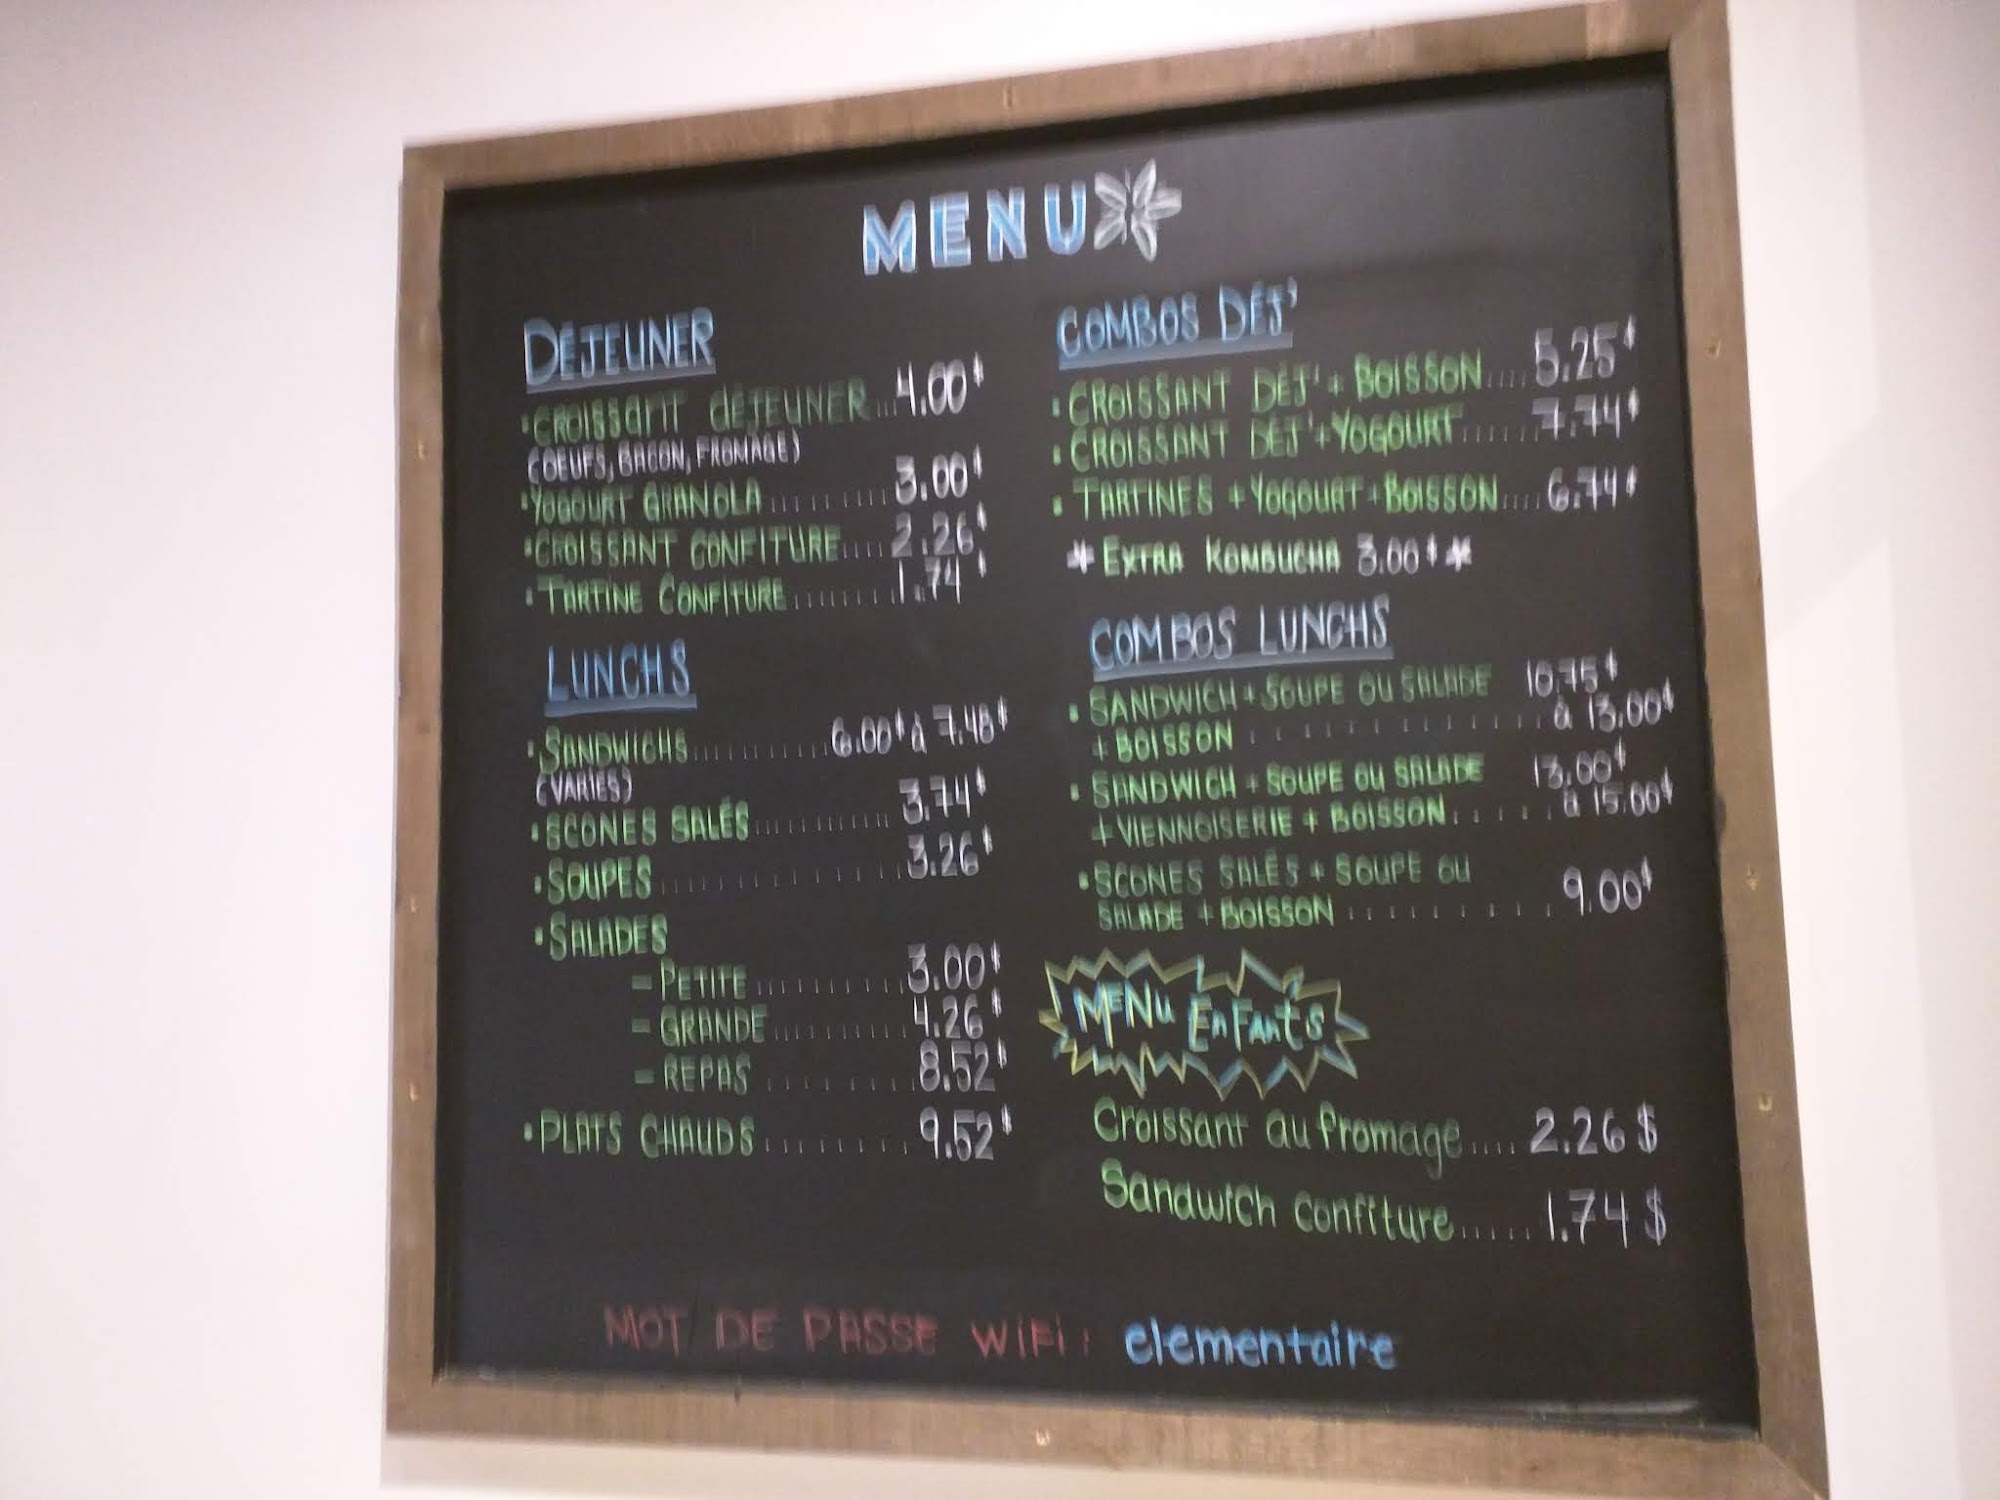 MENU
DÉJEUNER
• CROISSANT DÉJEUNER ... 4.00$
(OEUFS, BACON, FROMAGE)
• YOGOURT GRANOLA ......... 3.00$
• CROISSANT CONFITURE .... 2.26$
• TARTINE CONFITURE ........ 1.74$
LUNCHS
• SANDWICHS ........... 6.00$ à 7.48$
(VARIÉS)
• SCONES SALÉS ............ 3.74$
• SOUPES .............. 3.26$
• SALADES
- PETITE .......... 3.00$
- GRANDE .......... 4.26$
- REPAS ........ 8.52$
• PLATS CHAUDS ........ 9.52$
COMBOS DÉJ'
• CROISSANT DÉJ' + BOISSON .... 5.25$
• CROISSANT DÉJ' + YOGOURT ...... 7.74$
• TARTINES + YOGOURT + BOISSON .... 6.74$
* EXTRA KOMBUCHA 3.00$ *
COMBOS LUNCHS
• SANDWICH + SOUPE OU SALADE 10.75$
+ BOISSON .............. à 13.00$
• SANDWICH + SOUPE OU SALADE 13.00$
+ VIENNOISERIE + BOISSON ..... à 15.00$
• SCONES SALÉS + SOUPE OU
SALADE + BOISSON ......... 9.00$
MENU ENFANTS
Croissant au fromage .... 2.26 $
Sandwich confiture ..... 1.74 $
MOT DE PASSE WIFI : elementaire